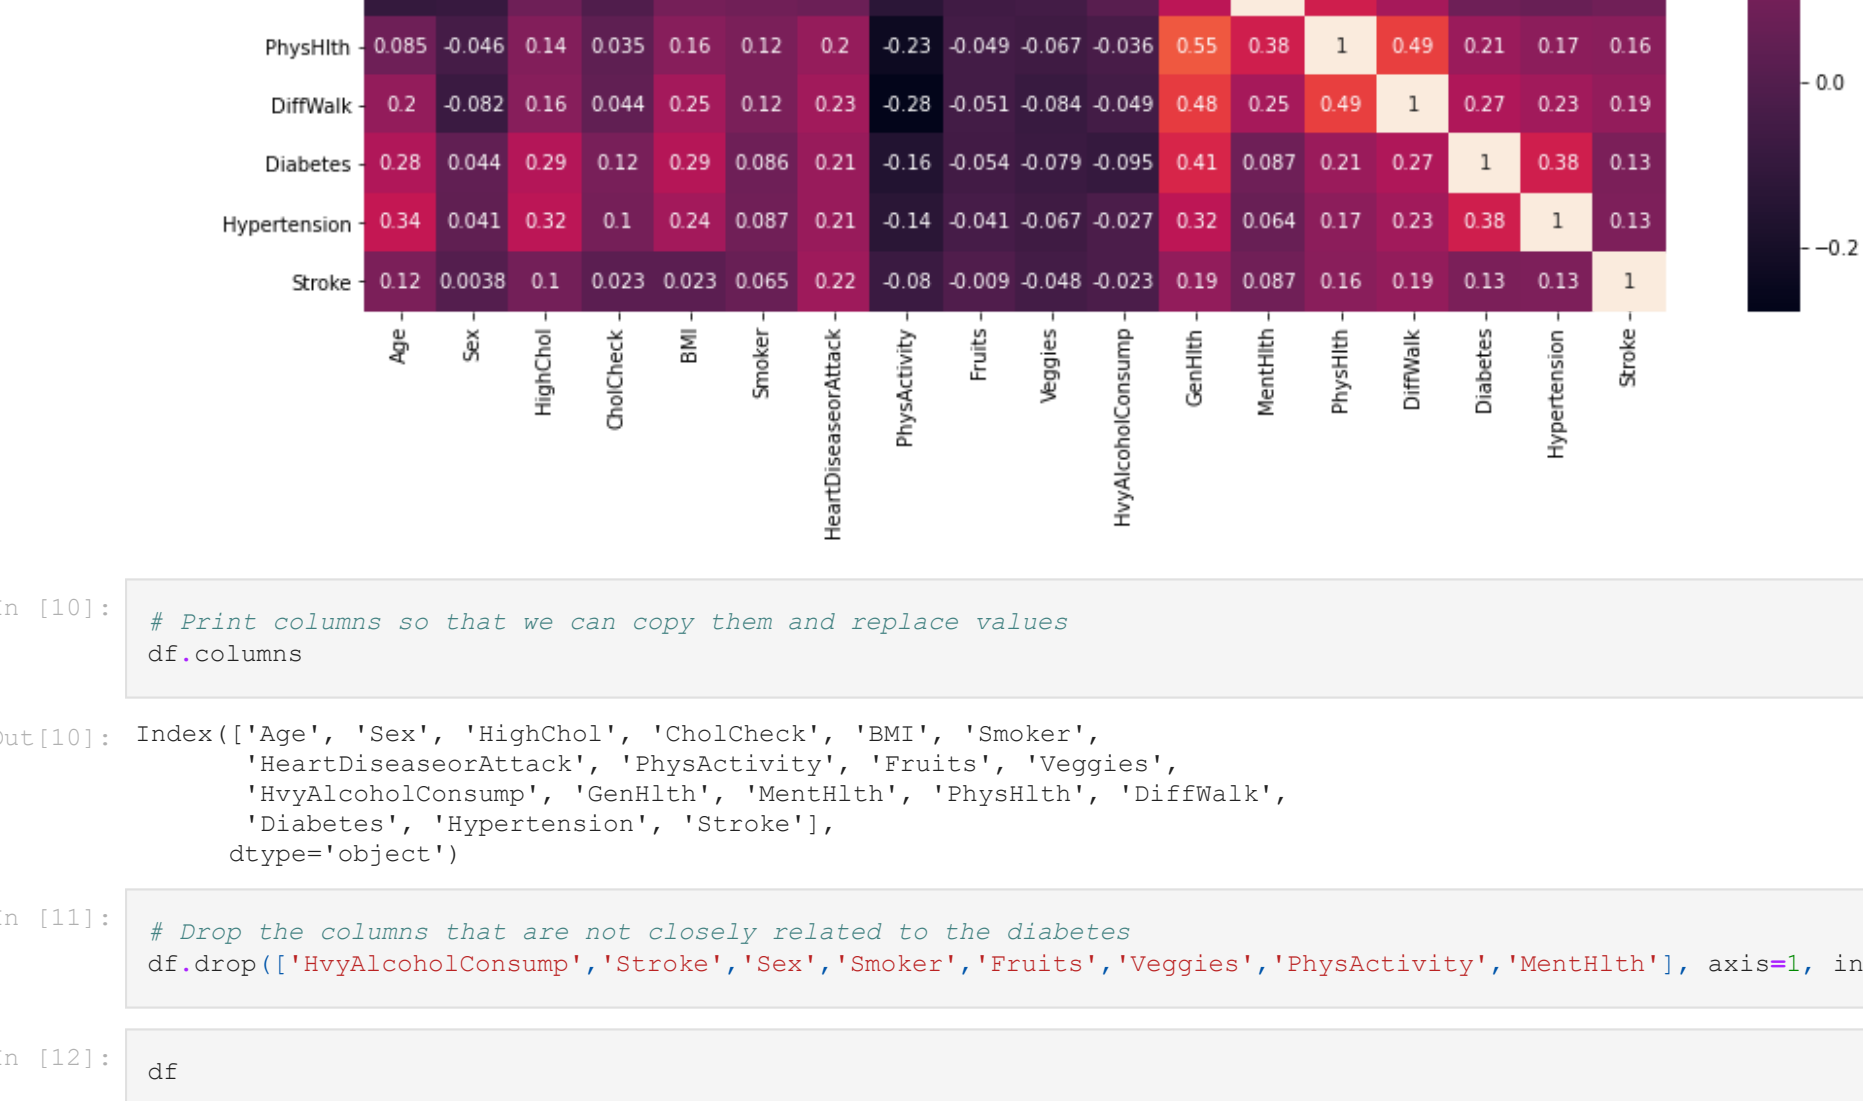 PhysHlth 0.085 -0.046 0.14 0.035 0.16 0.12 0.2 -0.23 -0.049 -0.067 -0.036 0.55 0.38 1 0.49 0.21 0.17 0.16
0.0
DiffWalk 0.2 -0.082 0.16 0.044 0.25 0.12 0.23 -0.28 -0.051 -0.084 -0.049 0.48 0.25 0.49 1 0.27 0.23 0.19
Diabetes 0.28 0.044 0.29 0.12 0.29 0.086 0.21 -0.16 -0.054 -0.079 -0.095 0.41 0.087 0.21 0.27 1 0.38 0.13
Hypertension 0.34 0.041 0.32 0.1 0.24 0.087 0.21 -0.14 -0.041 -0.067 -0.027 0.32 0.064 0.17 0.23 0.38 1 0.13
−0.2
Stroke 0.12 0.0038 0.1 0.023 0.023 0.065 0.22 -0.08 -0.009 -0.048 -0.023 0.19 0.087 0.16 0.19 0.13 0.13 1
Age Sex HighChol CholCheck BMI Smoker HeartDiseaseorAttack PhysActivity Fruits Veggies HvyAlcoholConsump GenHlth MentHlth PhysHlth DiffWalk Diabetes Hypertension Stroke
n [10]:
# Print columns so that we can copy them and replace values
df.columns
ut[10]: Index(['Age', 'Sex', 'HighChol', 'CholCheck', 'BMI', 'Smoker',
'HeartDiseaseorAttack', 'PhysActivity', 'Fruits', 'Veggies',
'HvyAlcoholConsump', 'GenHlth', 'MentHlth', 'PhysHlth', 'DiffWalk',
'Diabetes', 'Hypertension', 'Stroke'],
dtype='object')
n [11]:
# Drop the columns that are not closely related to the diabetes
df.drop(['HvyAlcoholConsump','Stroke','Sex','Smoker','Fruits','Veggies','PhysActivity','MentHlth'], axis=1, in
n [12]:
df